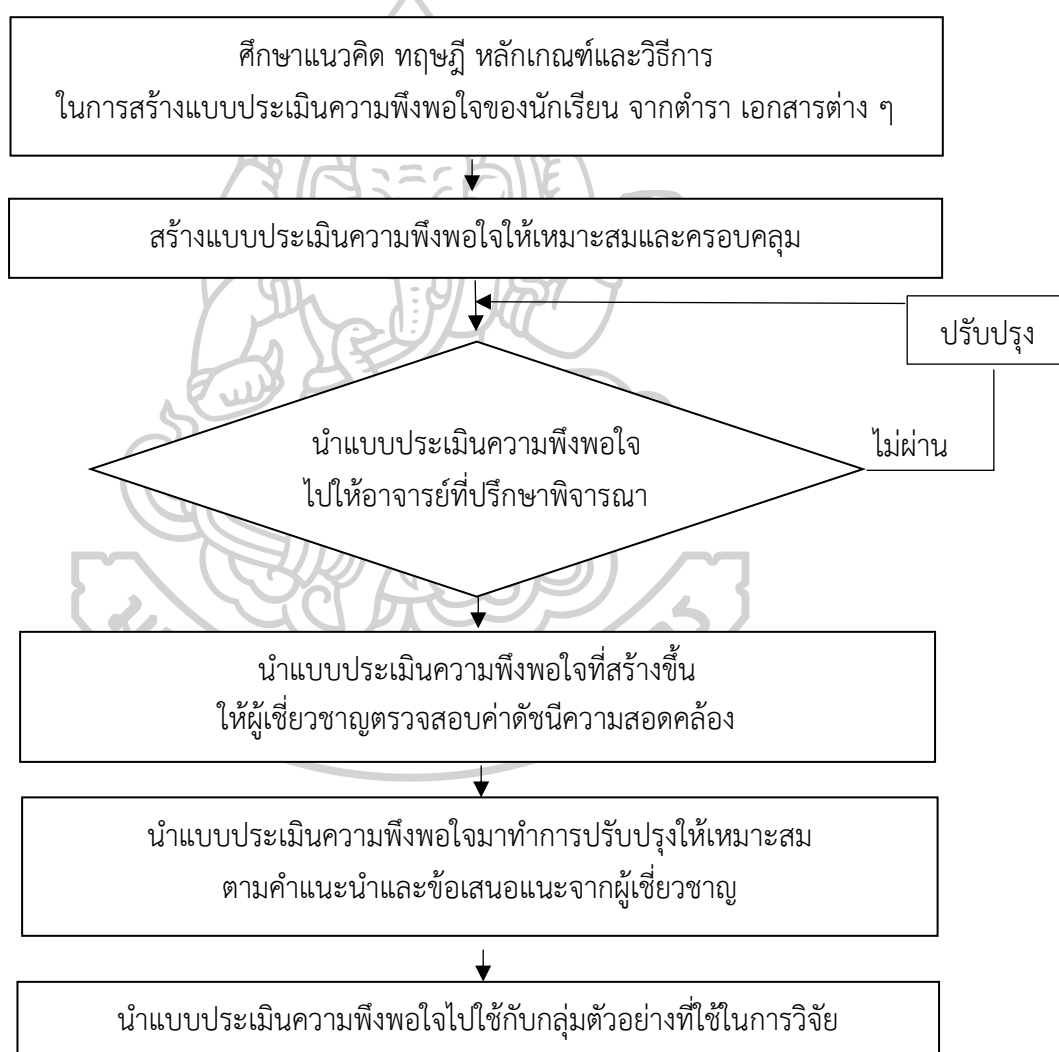 ศึกษาแนวคิด ทฤษฎี หลักเกณฑ์และวิธีการ
ในการสร้างแบบประเมินความพึงพอใจของนักเรียน จากตำรา เอกสารต่าง ๆ
สร้างแบบประเมินความพึงพอใจให้เหมาะสมและครอบคลุม
ปรับปรุง
นำแบบประเมินความพึงพอใจ
ไปให้อาจารย์ที่ปรึกษาพิจารณา
ไม่ผ่าน
นำแบบประเมินความพึงพอใจที่สร้างขึ้น
ให้ผู้เชี่ยวชาญตรวจสอบค่าดัชนีความสอดคล้อง
นำแบบประเมินความพึงพอใจมาทำการปรับปรุงให้เหมาะสม
ตามคำแนะนำและข้อเสนอแนะจากผู้เชี่ยวชาญ
นำแบบประเมินความพึงพอใจไปใช้กับกลุ่มตัวอย่างที่ใช้ในการวิจัย